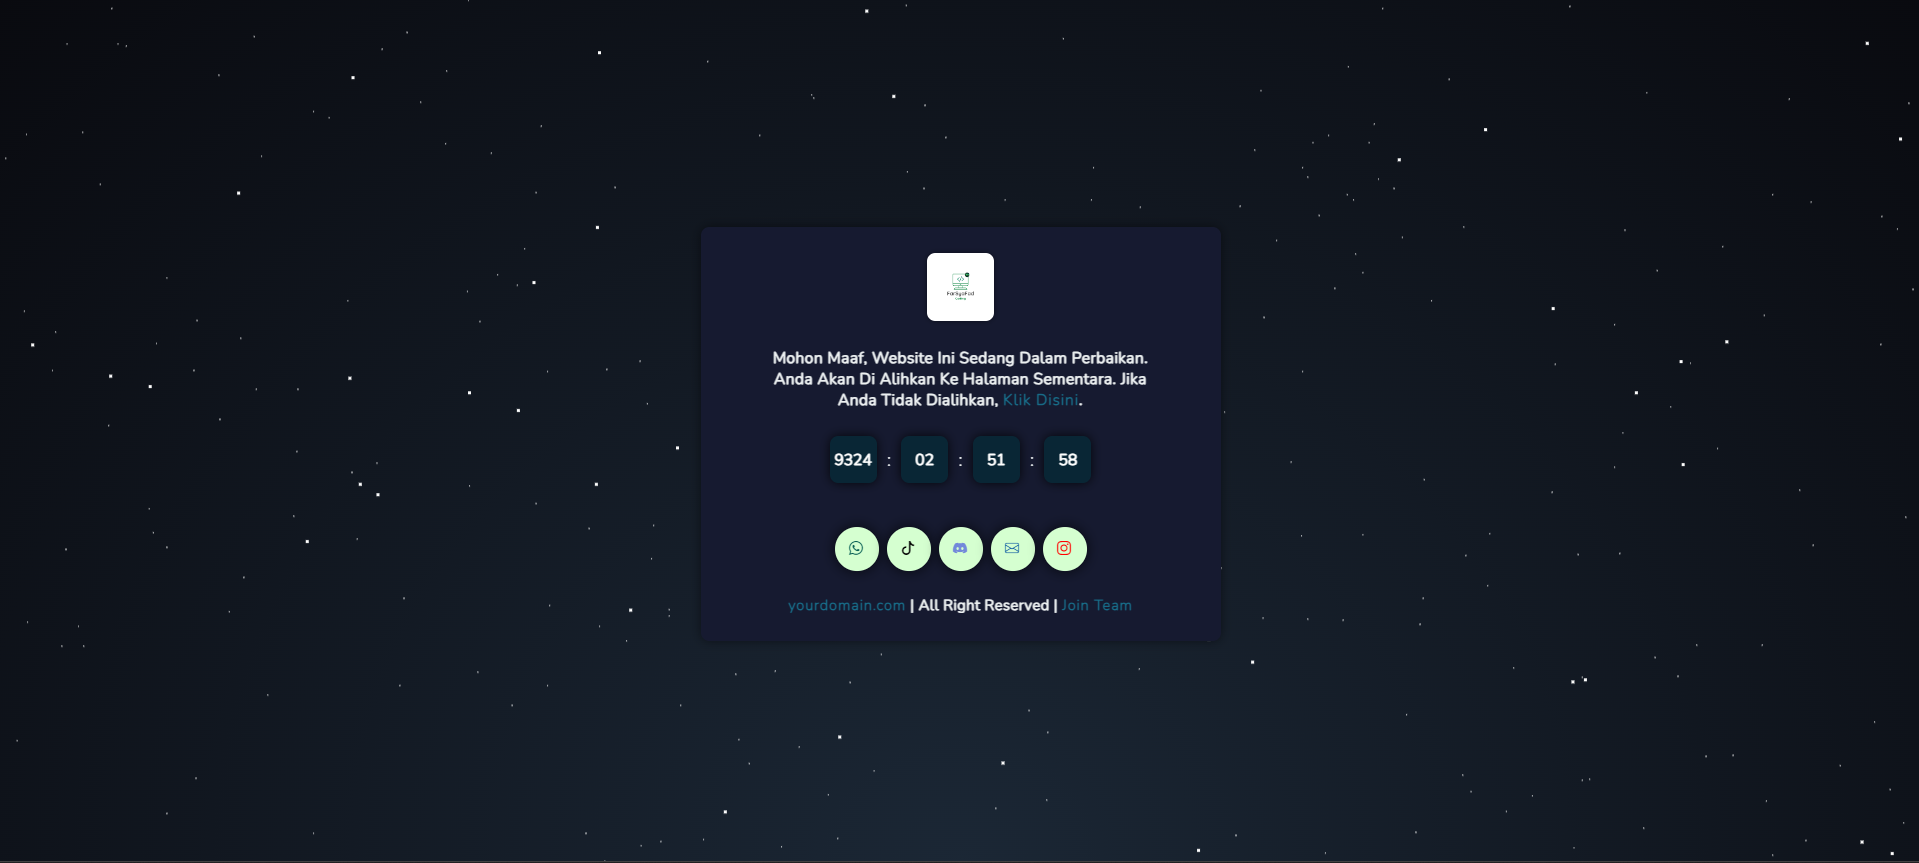 FarSyaFad
Mohon Maaf, Website Ini Sedang Dalam Perbaikan.
Anda Akan Di Alihkan Ke Halaman Sementara. Jika
Anda Tidak Dialihkan, Klik Disini.
9324 : 02 : 51 : 58
yourdomain.com | All Right Reserved | Join Team